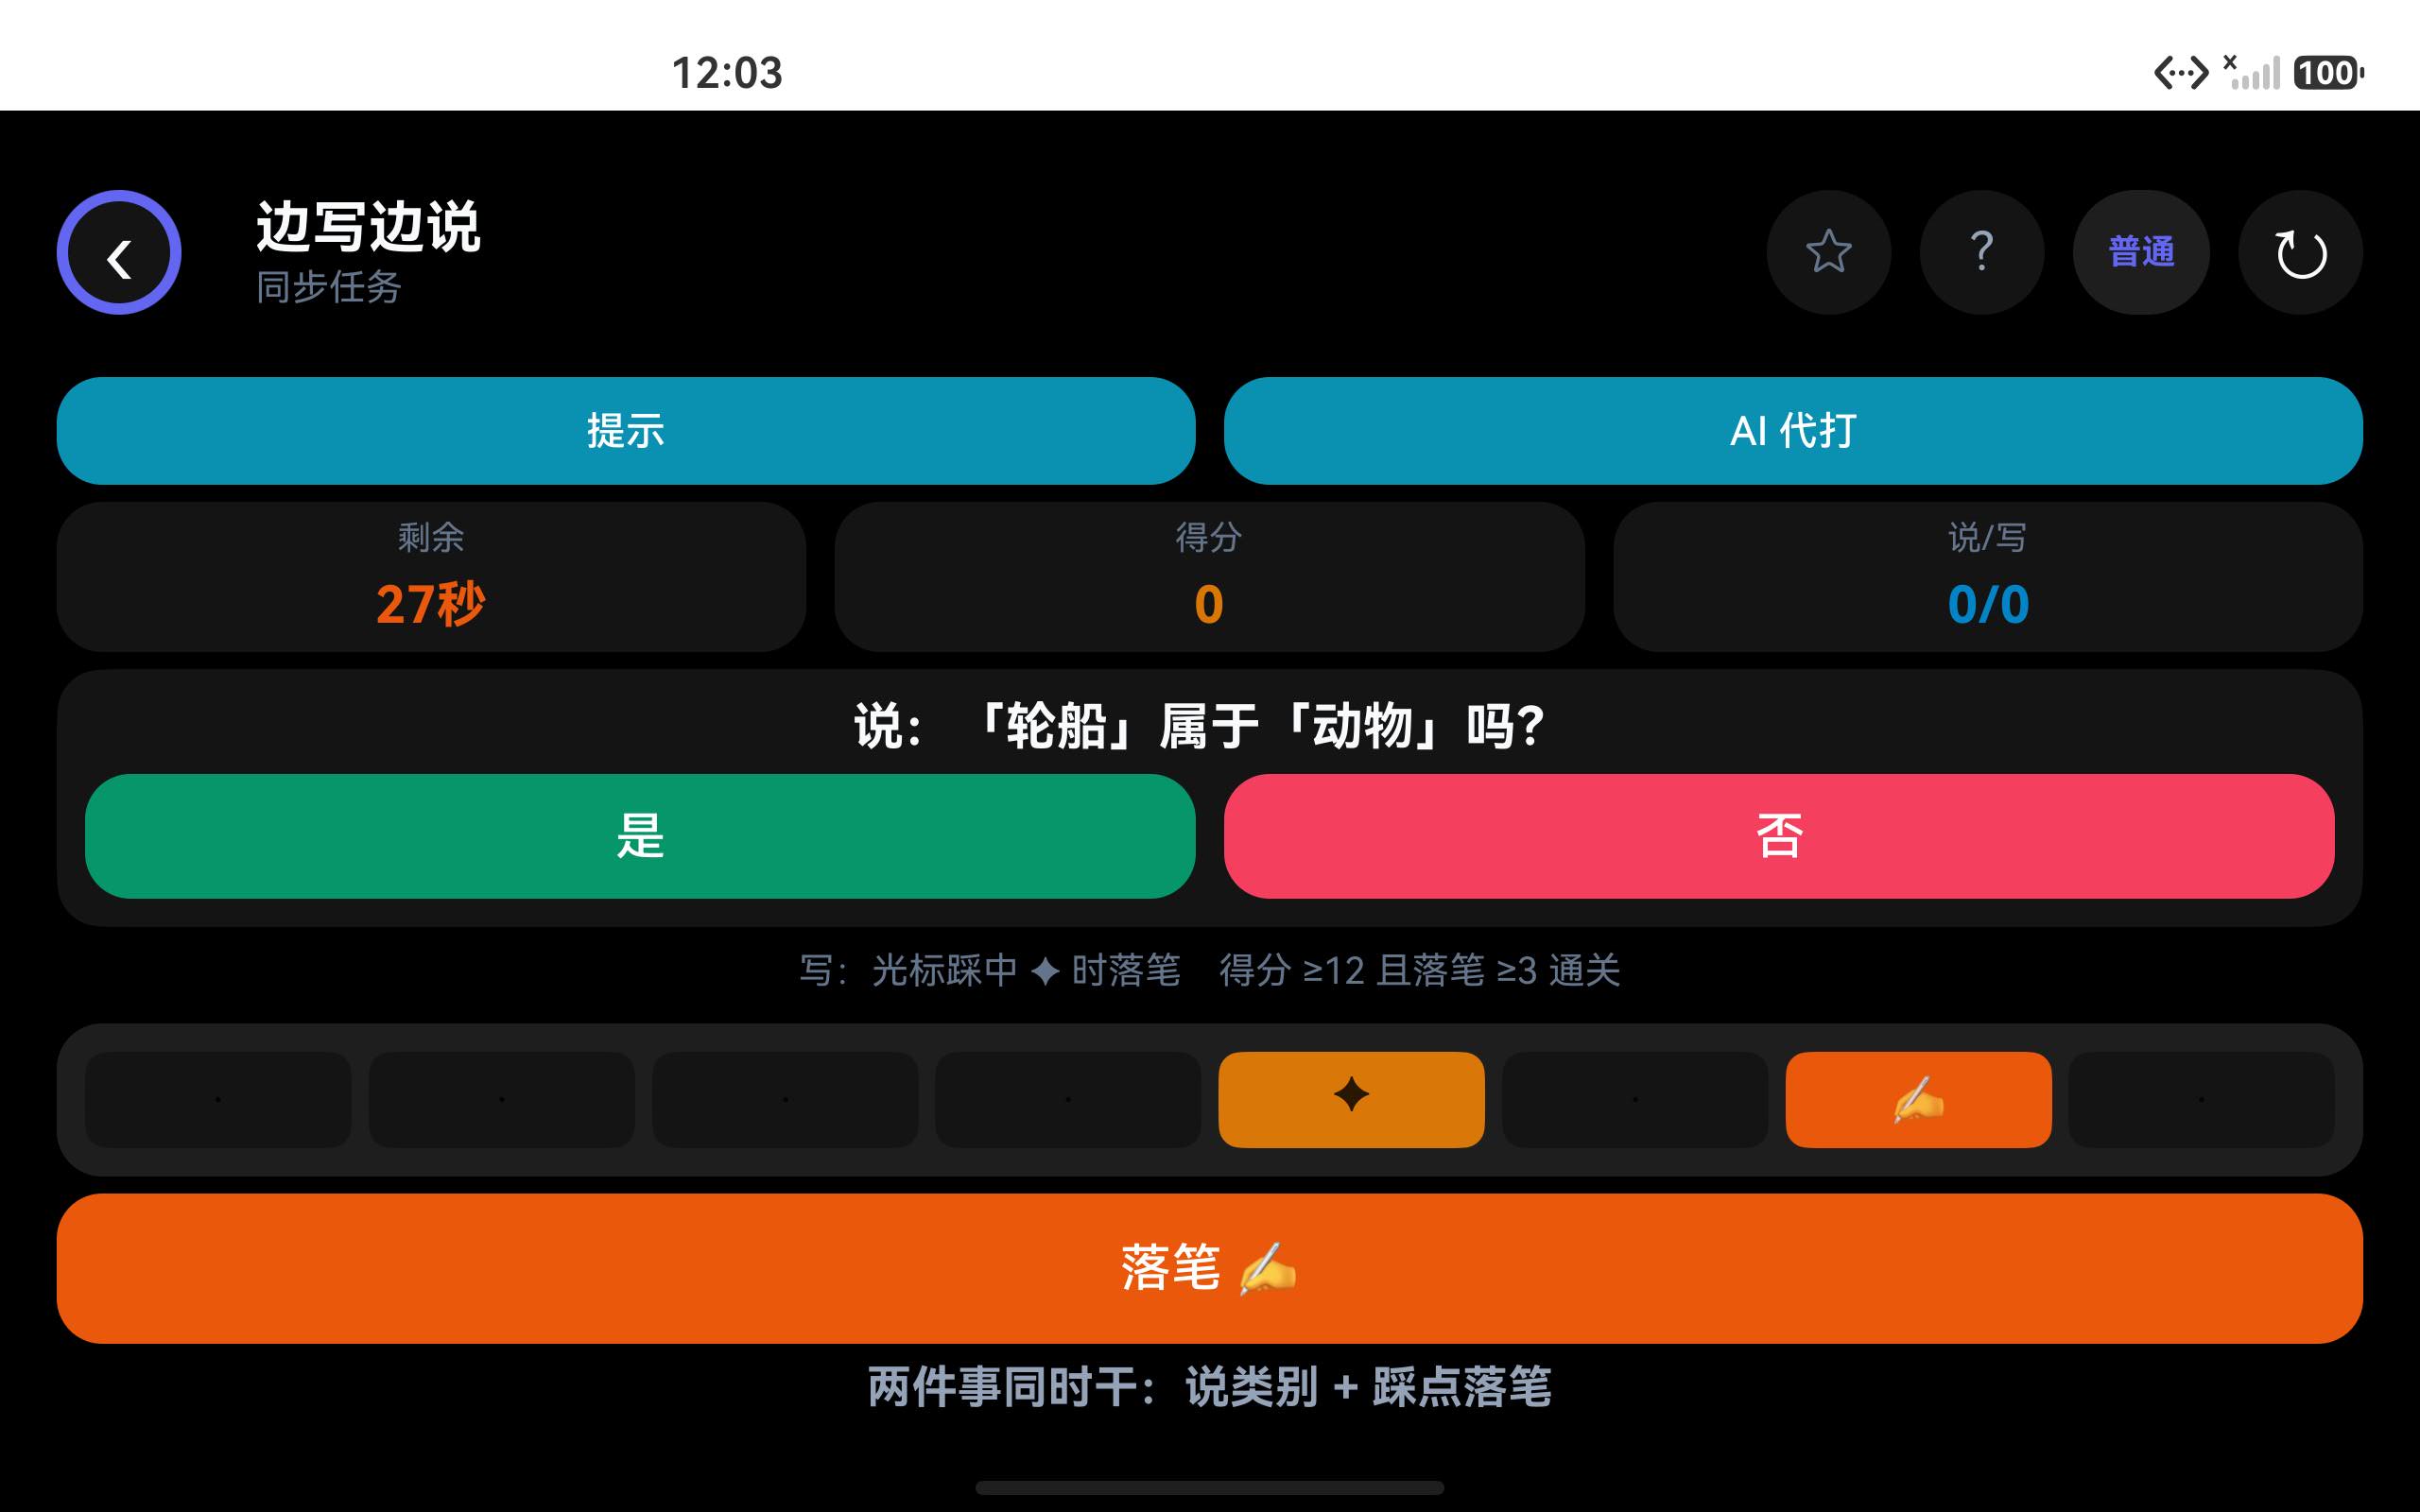 12:03
100
边写边说
同步任务
?
普通
提示
AI 代打
剩余
27秒
得分
0
说/写
0/0
说：「轮船」属于「动物」吗？
是
否
写：光标踩中 ✦ 时落笔 得分 ≥12 且落笔 ≥3 通关
落笔 ✍
两件事同时干：说类别 + 踩点落笔